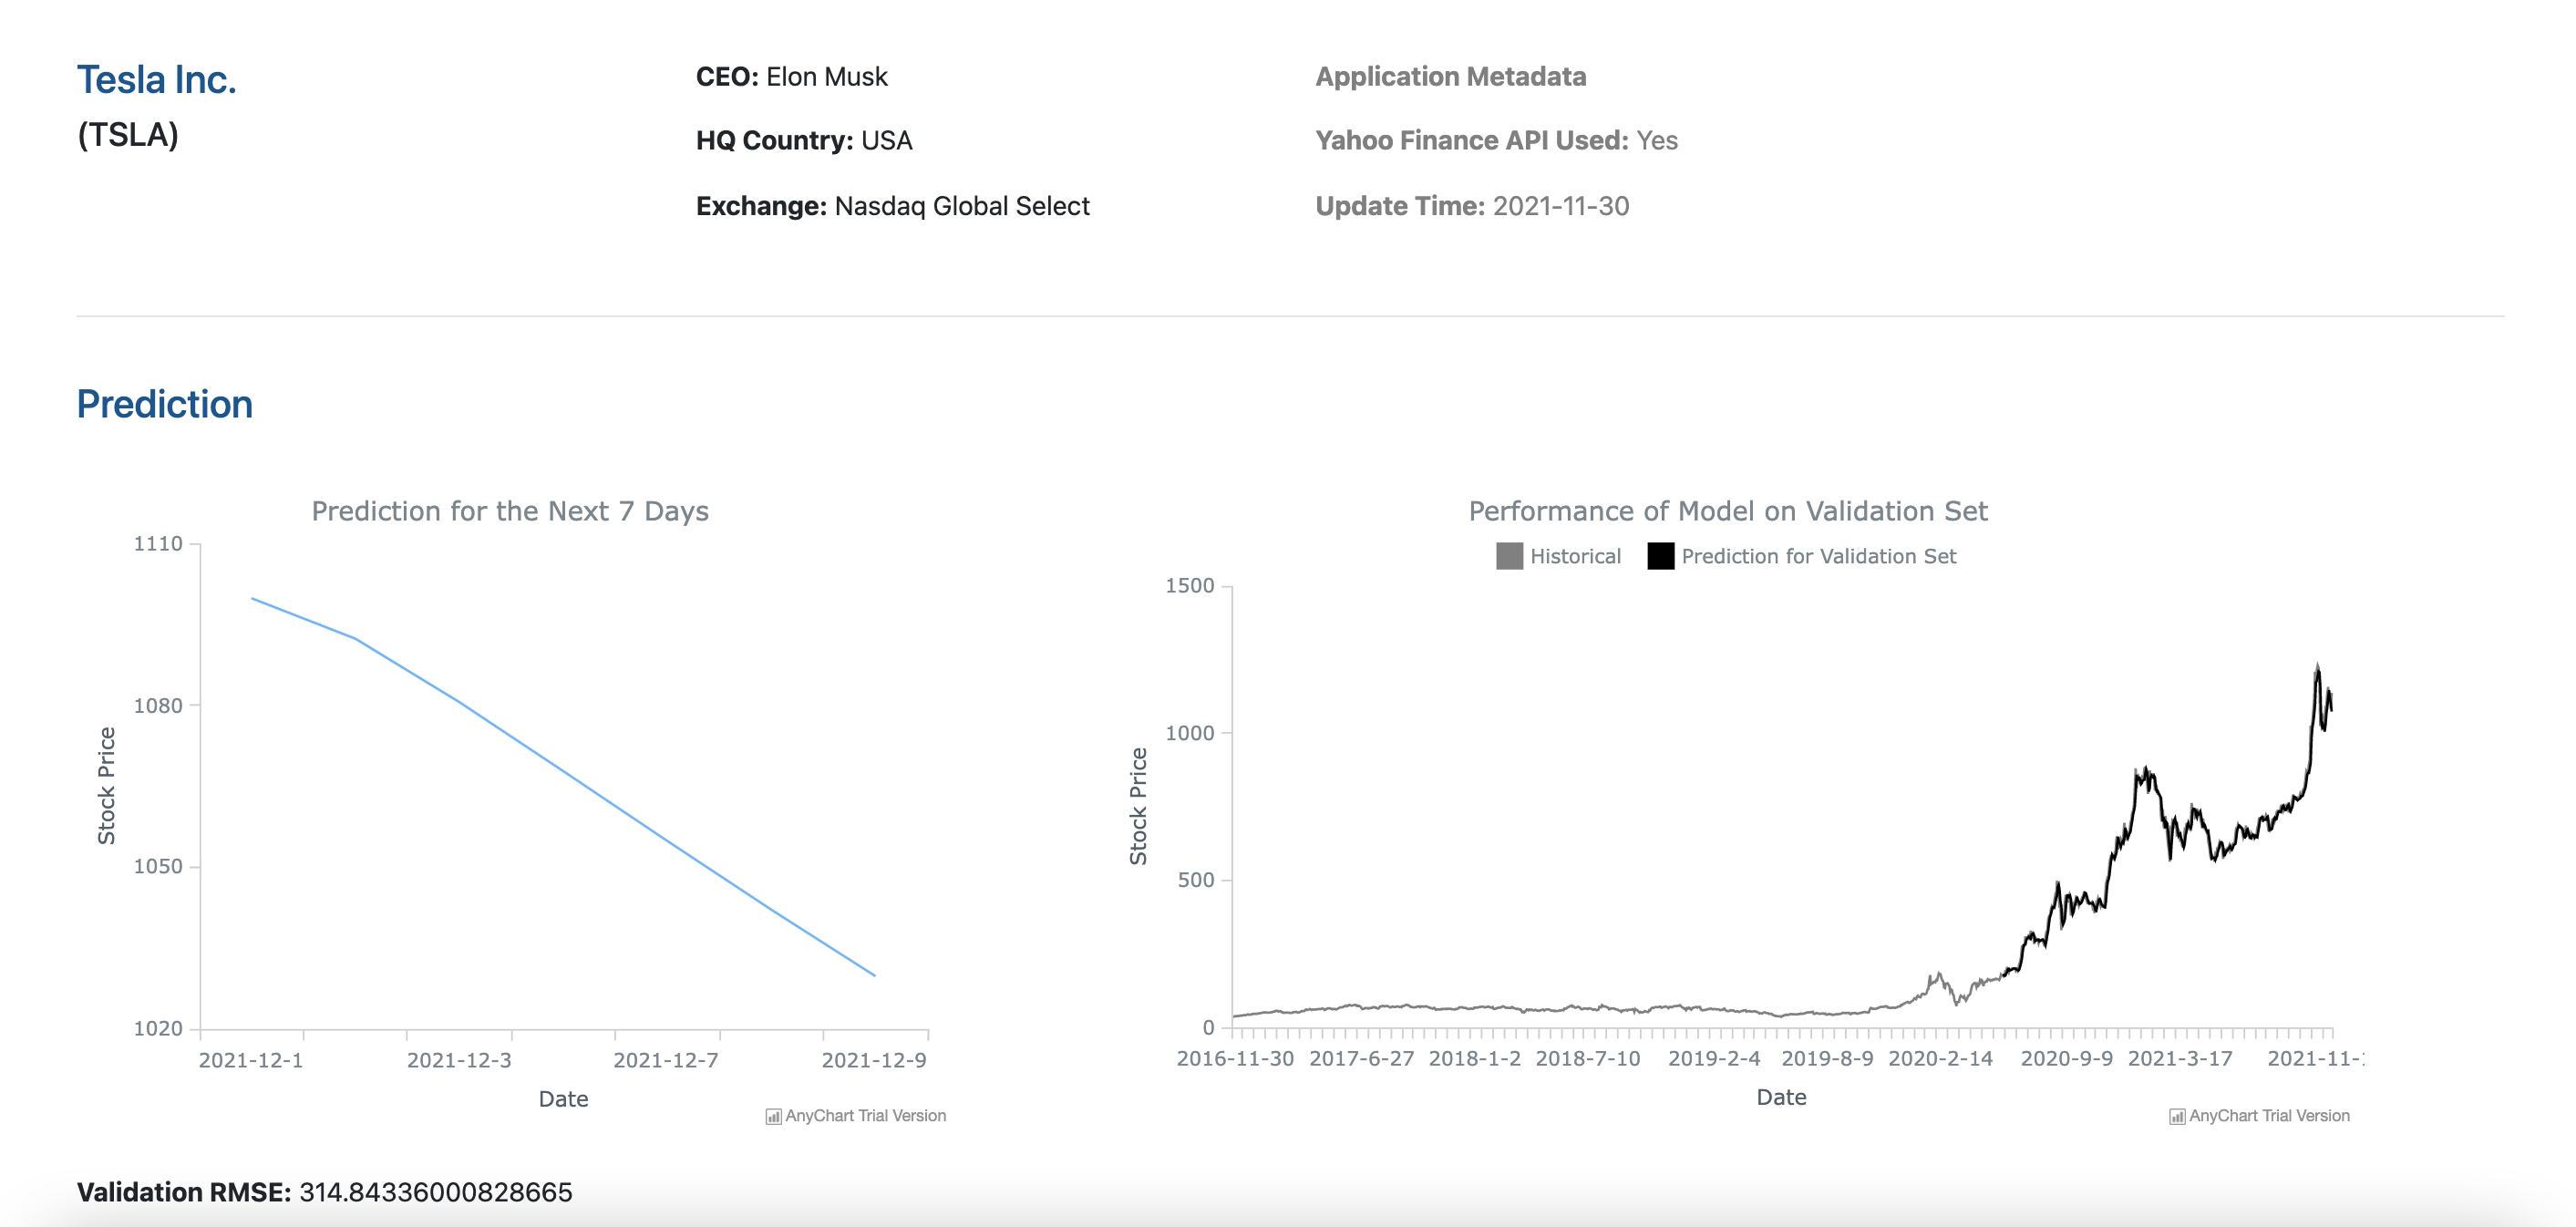 Tesla Inc.
(TSLA)
CEO: Elon Musk
HQ Country: USA
Exchange: Nasdaq Global Select
Application Metadata
Yahoo Finance API Used: Yes
Update Time: 2021-11-30
Prediction
Prediction for the Next 7 Days
1110
1080
1050
1020
Stock Price
2021-12-1 2021-12-3 2021-12-7 2021-12-9
Date
AnyChart Trial Version
Performance of Model on Validation Set
Historical Prediction for Validation Set
1500
1000
500
0
Stock Price
2016-11-30 2017-6-27 2018-1-2 2018-7-10 2019-2-4 2019-8-9 2020-2-14 2020-9-9 2021-3-17 2021-11-
Date
AnyChart Trial Version
Validation RMSE: 314.84336000828665